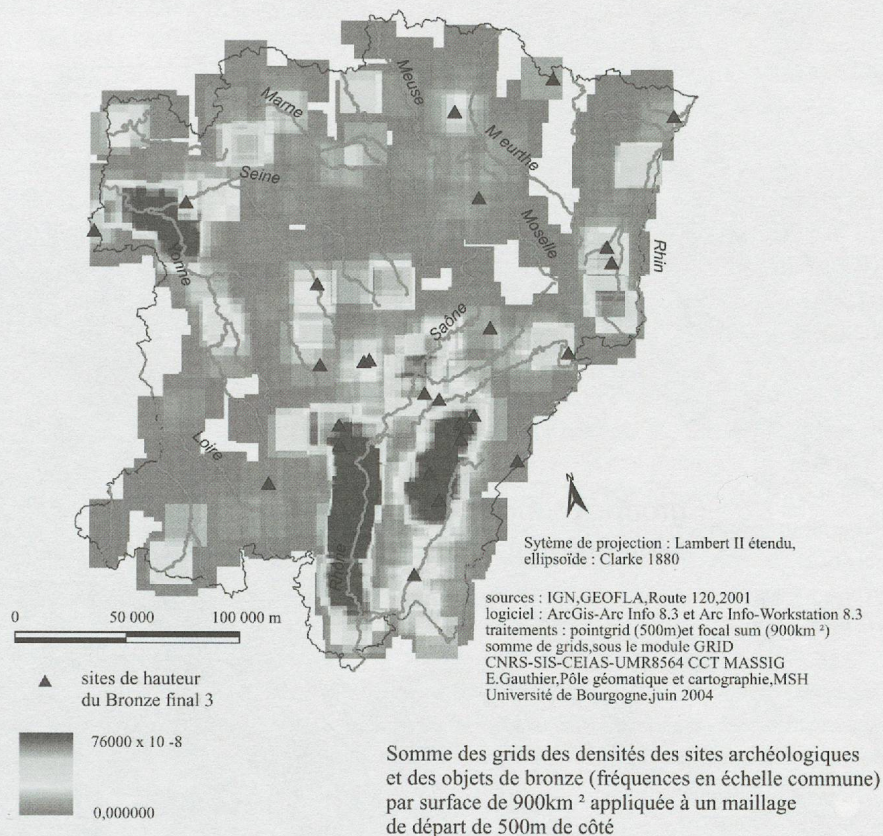 Meuse
Marne
Meurthe
Seine
Moselle
Rhin
Yonne
Saône
Loire
Rhône
N
Sytème de projection : Lambert II étendu,
ellipsoïde : Clarke 1880
sources : IGN,GEOFLA,Route 120,2001
logiciel : ArcGis-Arc Info 8.3 et Arc Info-Workstation 8.3
traitements : pointgrid (500m)et focal sum (900km ²)
somme de grids,sous le module GRID
CNRS-SIS-CEIAS-UMR8564 CCT MASSIG
E.Gauthier,Pôle géomatique et cartographie,MSH
Université de Bourgogne,juin 2004
0 50 000 100 000 m
sites de hauteur
du Bronze final 3
76000 x 10 -8
0,000000
Somme des grids des densités des sites archéologiques
et des objets de bronze (fréquences en échelle commune)
par surface de 900km ² appliquée à un maillage
de départ de 500m de côté